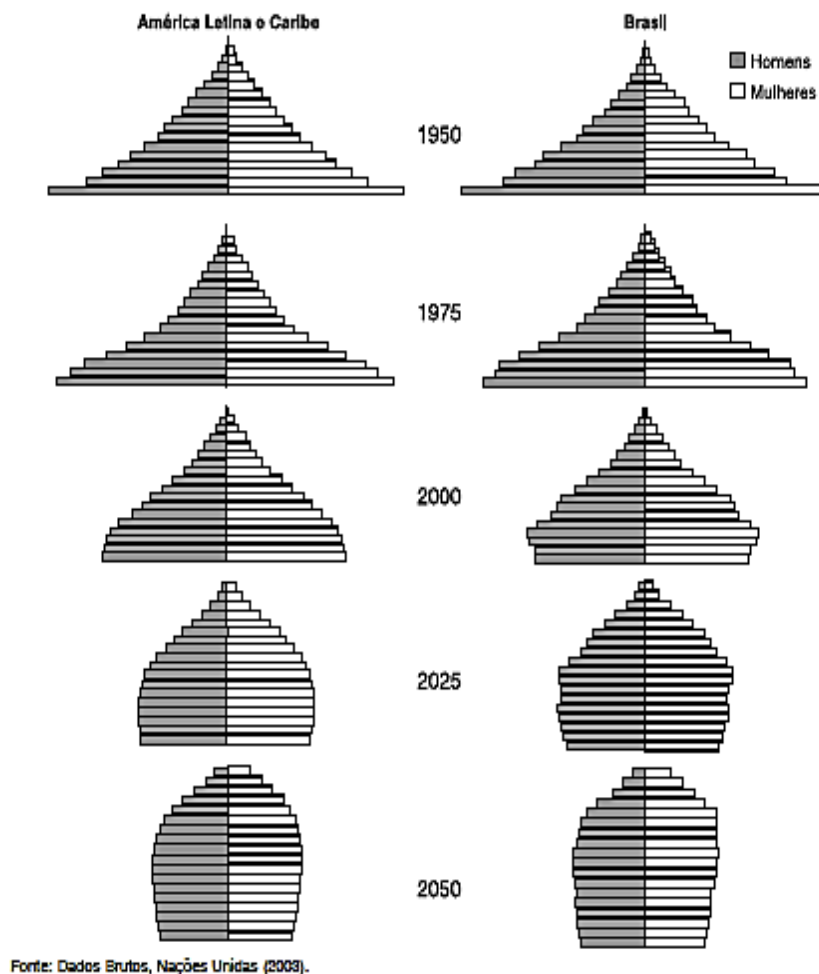 América Latina e Caribe
Brasil
Homens
Mulheres
1950
1975
2000
2025
2050
Fonte: Dados Brutos, Nações Unidas (2003).